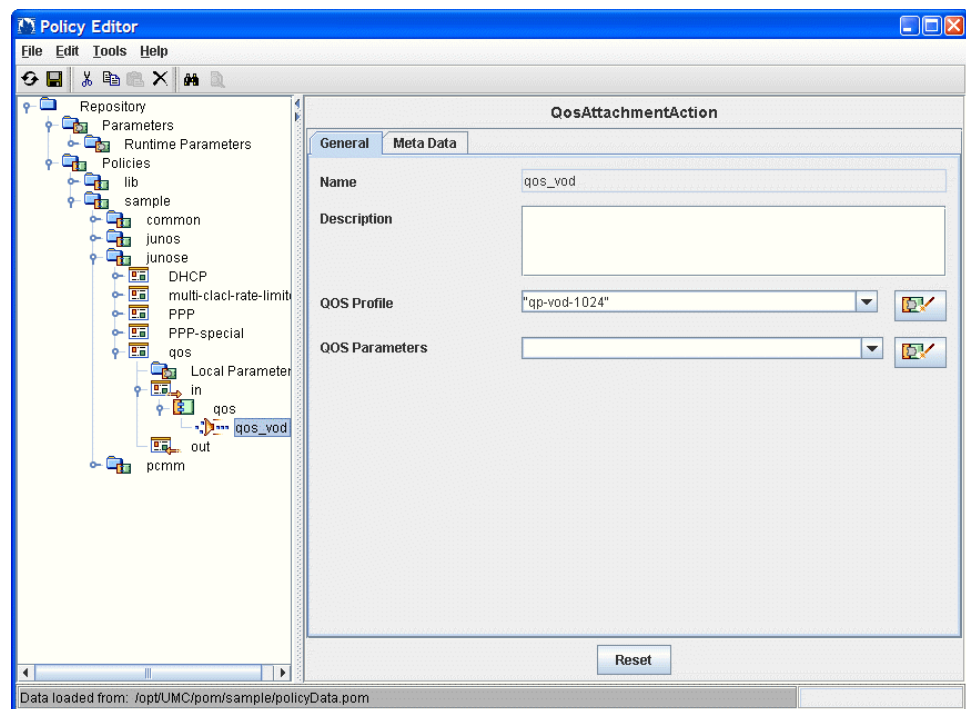 Policy Editor
File Edit Tools Help
Repository
Parameters
Runtime Parameters
Policies
lib
sample
common
junos
junose
DHCP
multi-clacl-rate-limite
PPP
PPP-special
qos
Local Parameter
in
qos
qos_vod
out
pcmm
QosAttachmentAction
General Meta Data
Name qos_vod
Description
QOS Profile "qp-vod-1024"
QOS Parameters
Reset
Data loaded from: /opt/UMC/pom/sample/policyData.pom